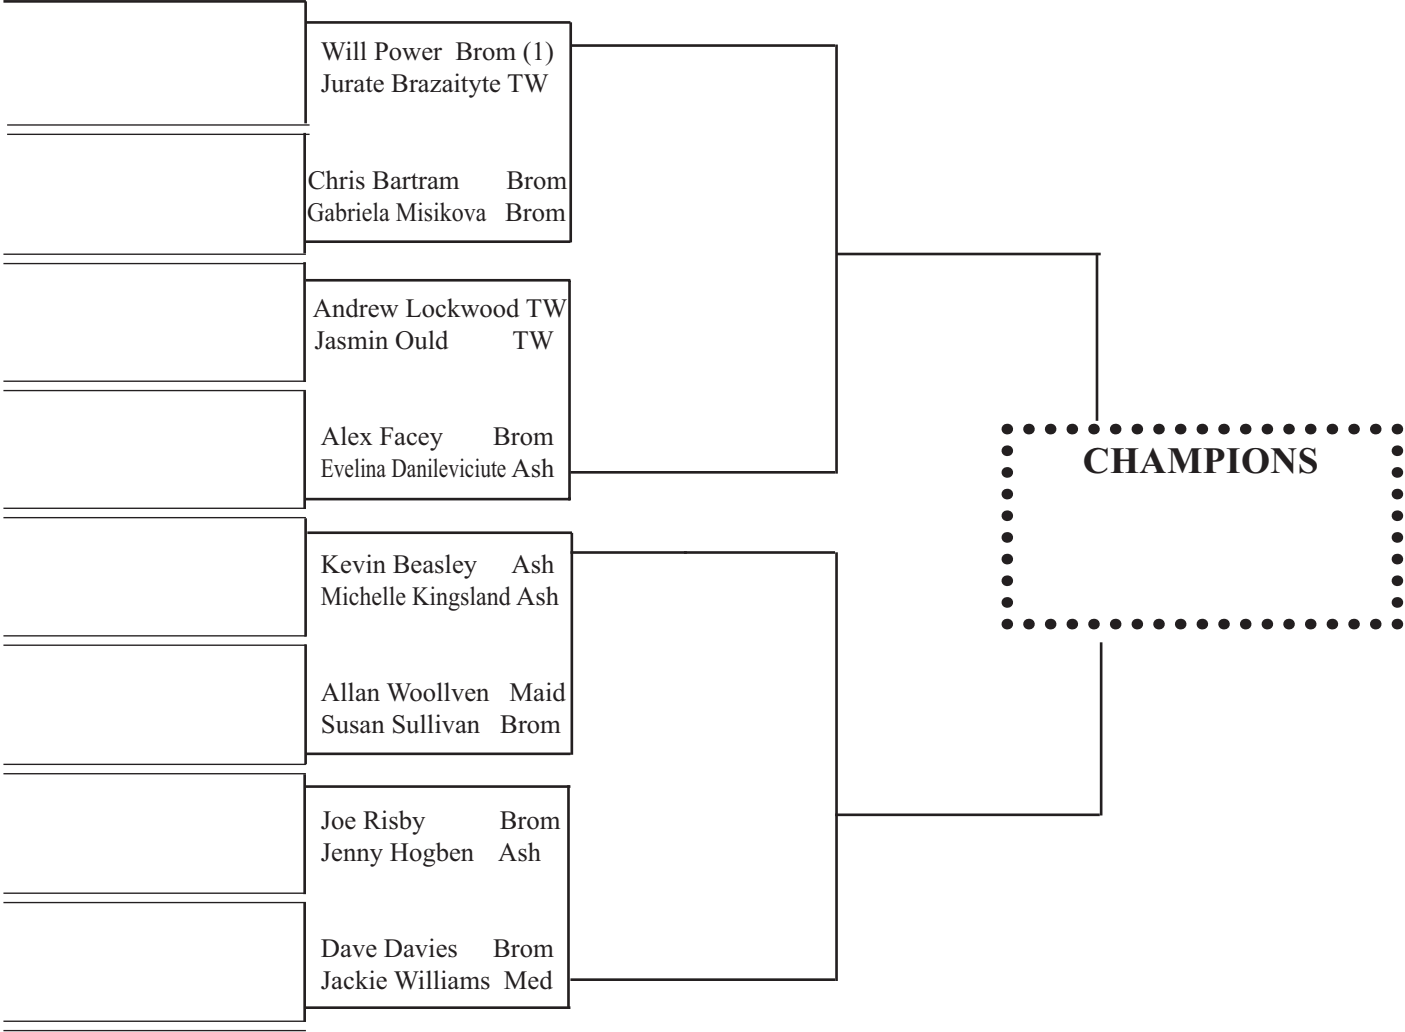 Will Power Brom (1)
Jurate Brazaityte TW
Chris Bartram Brom
Gabriela Misikova Brom
Andrew Lockwood TW
Jasmin Ould TW
Alex Facey Brom
Evelina Danileviciute Ash
CHAMPIONS
Kevin Beasley Ash
Michelle Kingsland Ash
Allan Woollven Maid
Susan Sullivan Brom
Joe Risby Brom
Jenny Hogben Ash
Dave Davies Brom
Jackie Williams Med